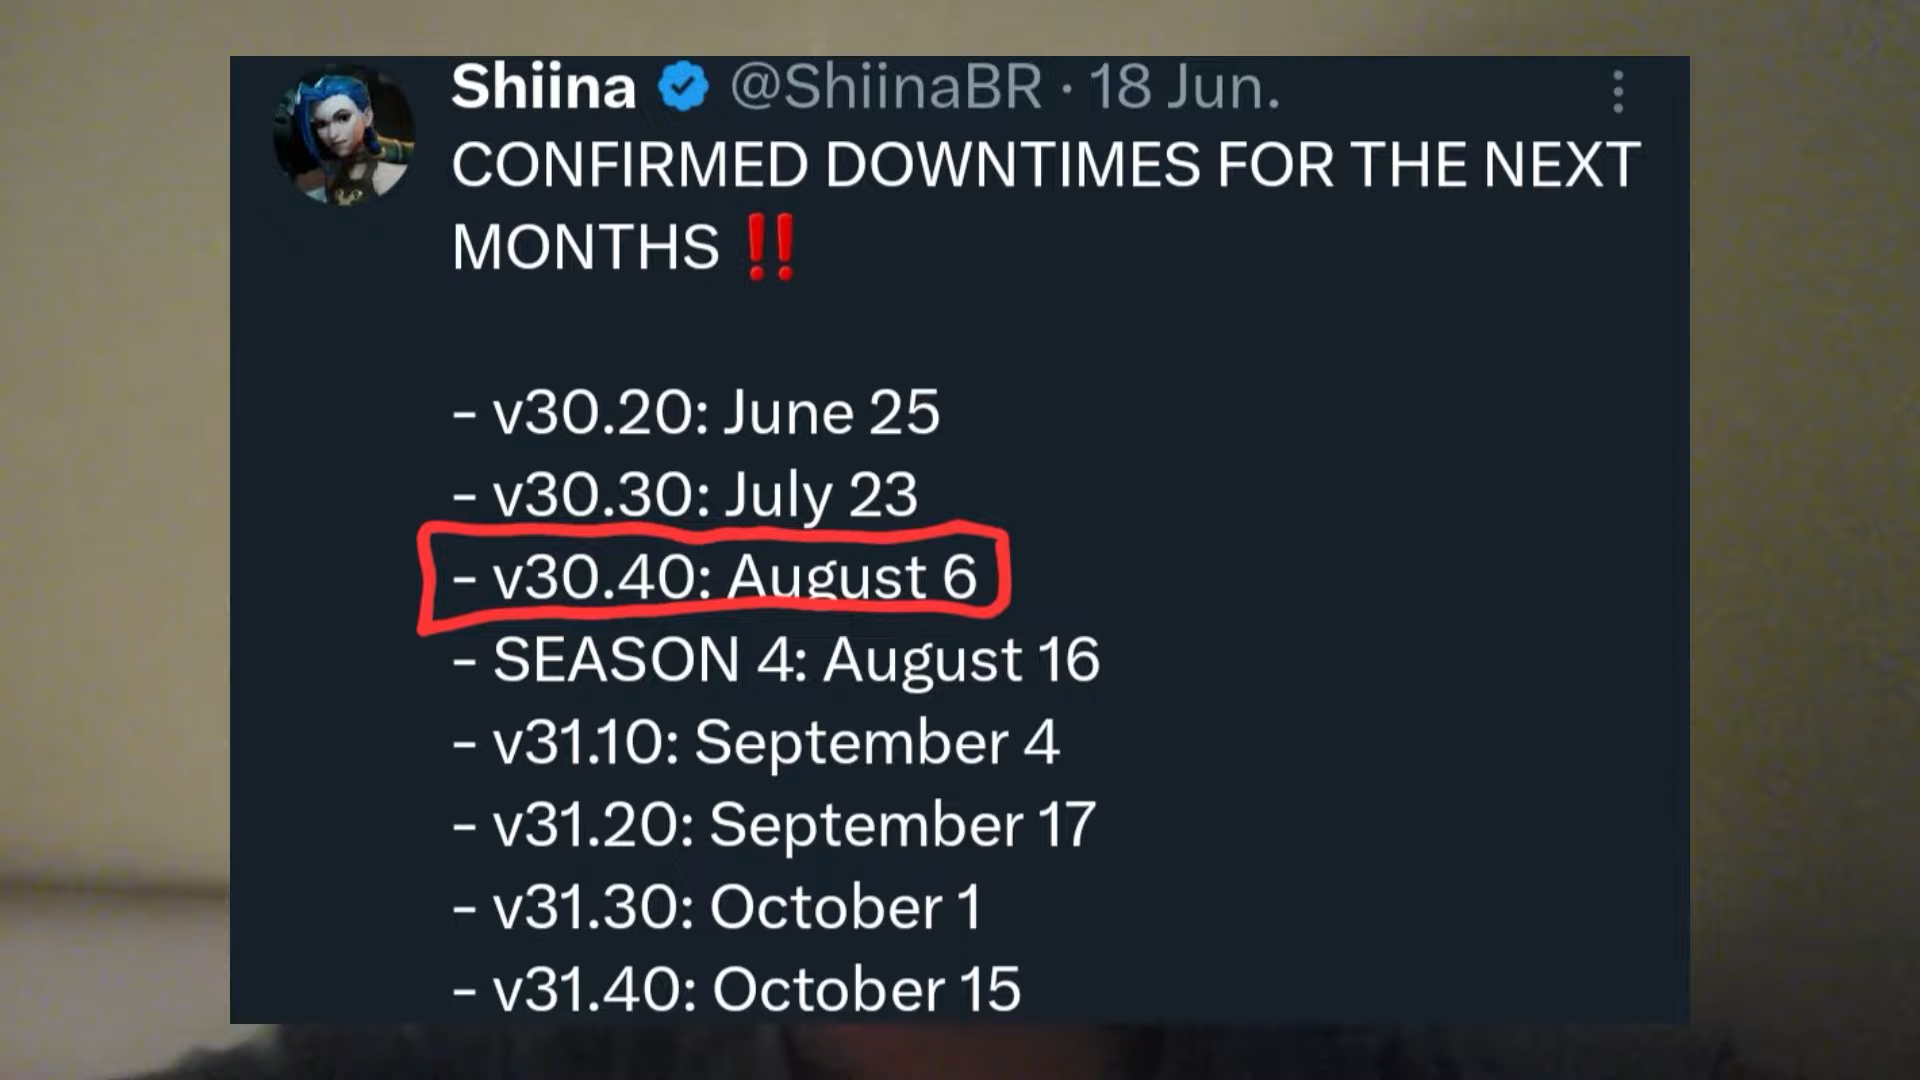 Shiina @ShiinaBR · 18 Jun.
CONFIRMED DOWNTIMES FOR THE NEXT
MONTHS ‼️
- v30.20: June 25
- v30.30: July 23
- v30.40: August 6
- SEASON 4: August 16
- v31.10: September 4
- v31.20: September 17
- v31.30: October 1
- v31.40: October 15